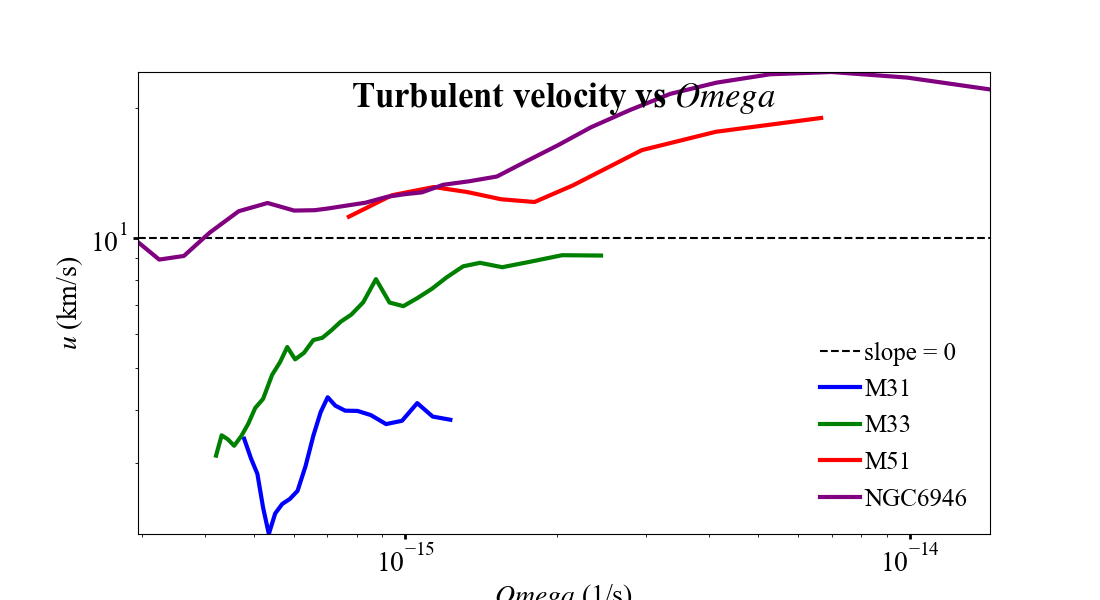 Turbulent velocity vs Omega
10^1
u (km/s)
slope = 0
M31
M33
M51
NGC6946
10^−15
10^−14
Omega (1/s)